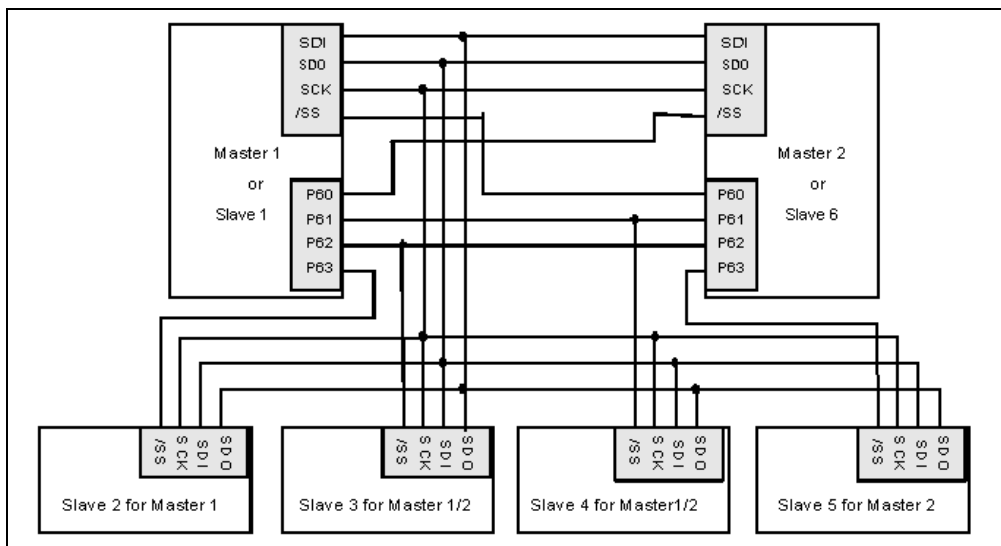 SDI
SDO
SCK
/SS
Master 1
or
Slave 1
P60
P61
P62
P63
SDI
SDO
SCK
/SS
Master 2
or
Slave 6
P60
P61
P62
P63
/SS
SCK
SDI
SDO
Slave 2 for Master 1
/SS
SCK
SDI
SDO
Slave 3 for Master 1/2
/SS
SCK
SDI
SDO
Slave 4 for Master1/2
/SS
SCK
SDI
SDO
Slave 5 for Master 2